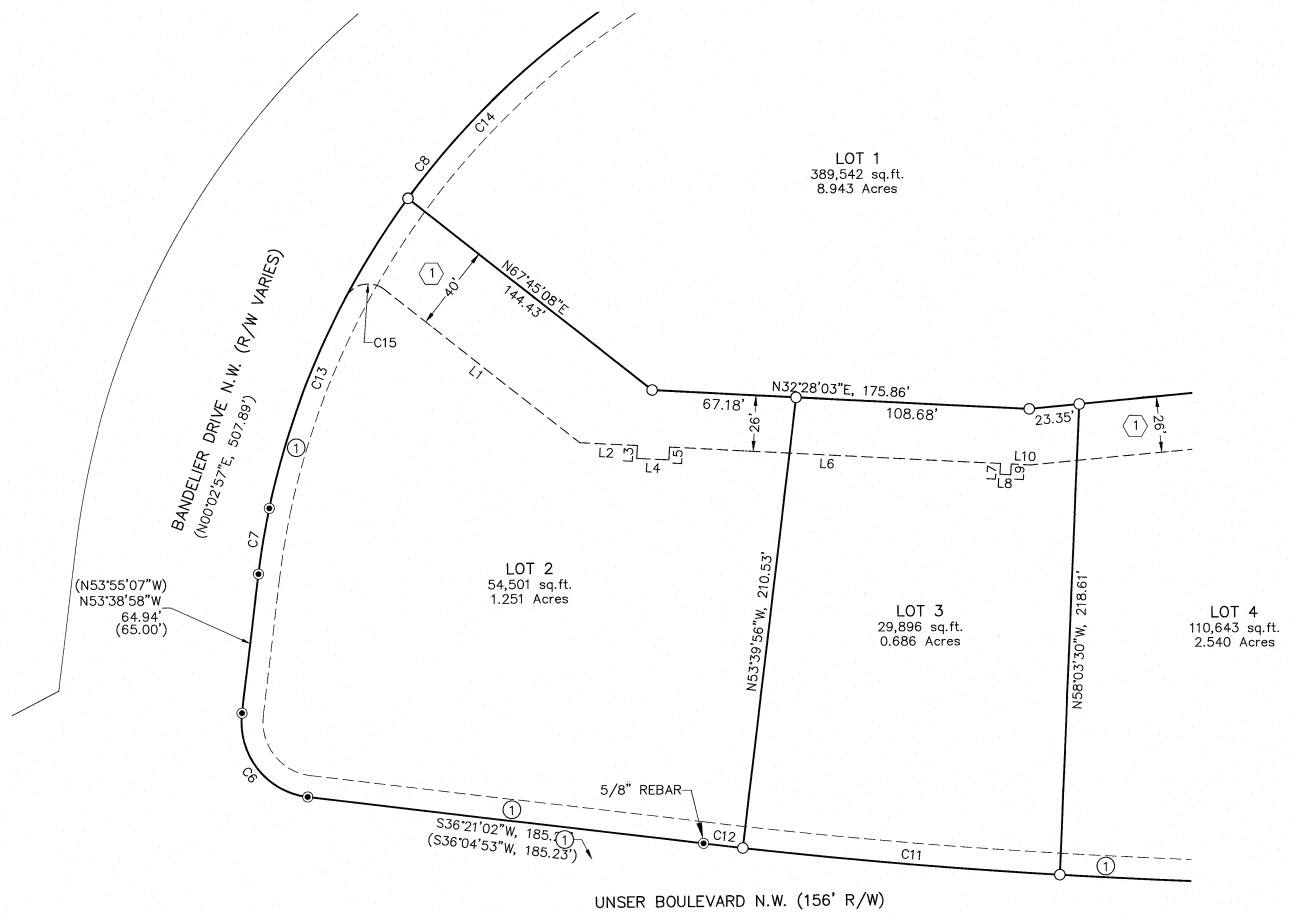 C14
C8
LOT 1
389,542 sq.ft.
8.943 Acres
BANDELIER DRIVE N.W. (R/W VARIES)
(N00°02'57"E, 507.89')
1
40'
N67°45'08"E
144.43'
C15
L1
C13
1
N32°28'03"E, 175.86'
67.18'
108.68'
23.35'
26'
1
26'
L2
L3
L4
L5
L6
L7
L8
L9
L10
C7
(N53°55'07"W)
N53°38'58"W
64.94'
(65.00')
LOT 2
54,501 sq.ft.
1.251 Acres
N53°39'56"W, 210.53'
LOT 3
29,896 sq.ft.
0.686 Acres
N58°03'30"W, 218.61'
LOT 4
110,643 sq.ft.
2.540 Acres
C6
5/8" REBAR
1
S36°21'02"W, 185.
1
(S36°04'53"W, 185.23')
C12
C11
1
UNSER BOULEVARD N.W. (156' R/W)